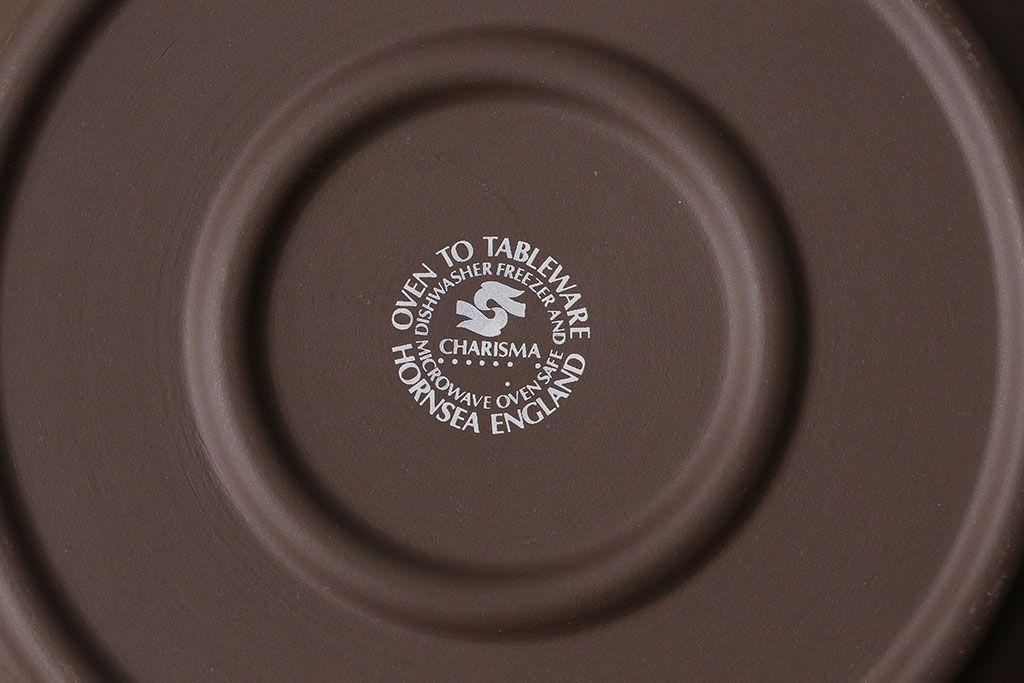 OVEN TO TABLEWARE
DISHWASHER FREEZER AND
CHARISMA
MICROWAVE OVEN SAFE
HORNSEA ENGLAND